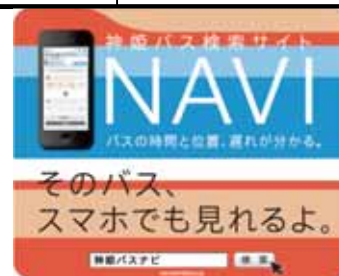 神姫バス検索サイト
NAVI
バスの時間と位置、遅れが分かる。
そのバス、
スマホでも見れるよ。
神姫バスナビ
検索